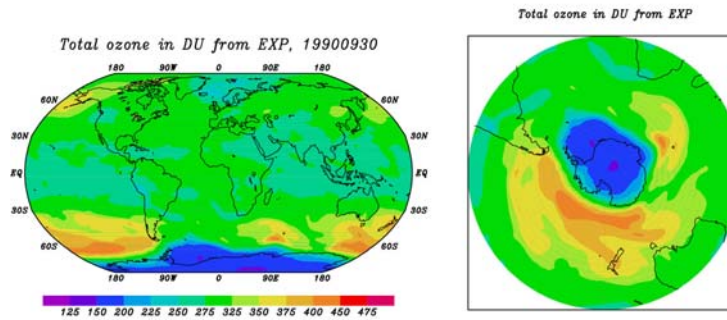 Total ozone in DU from EXP
Total ozone in DU from EXP, 19900930
180 90W 0 90E 180
60N 60N
30N 30N
EQ EQ
30S 30S
60S 60S
180 90W 0 90E 180
125 150 200 225 250 275 300 325 350 375 400 425 450 475